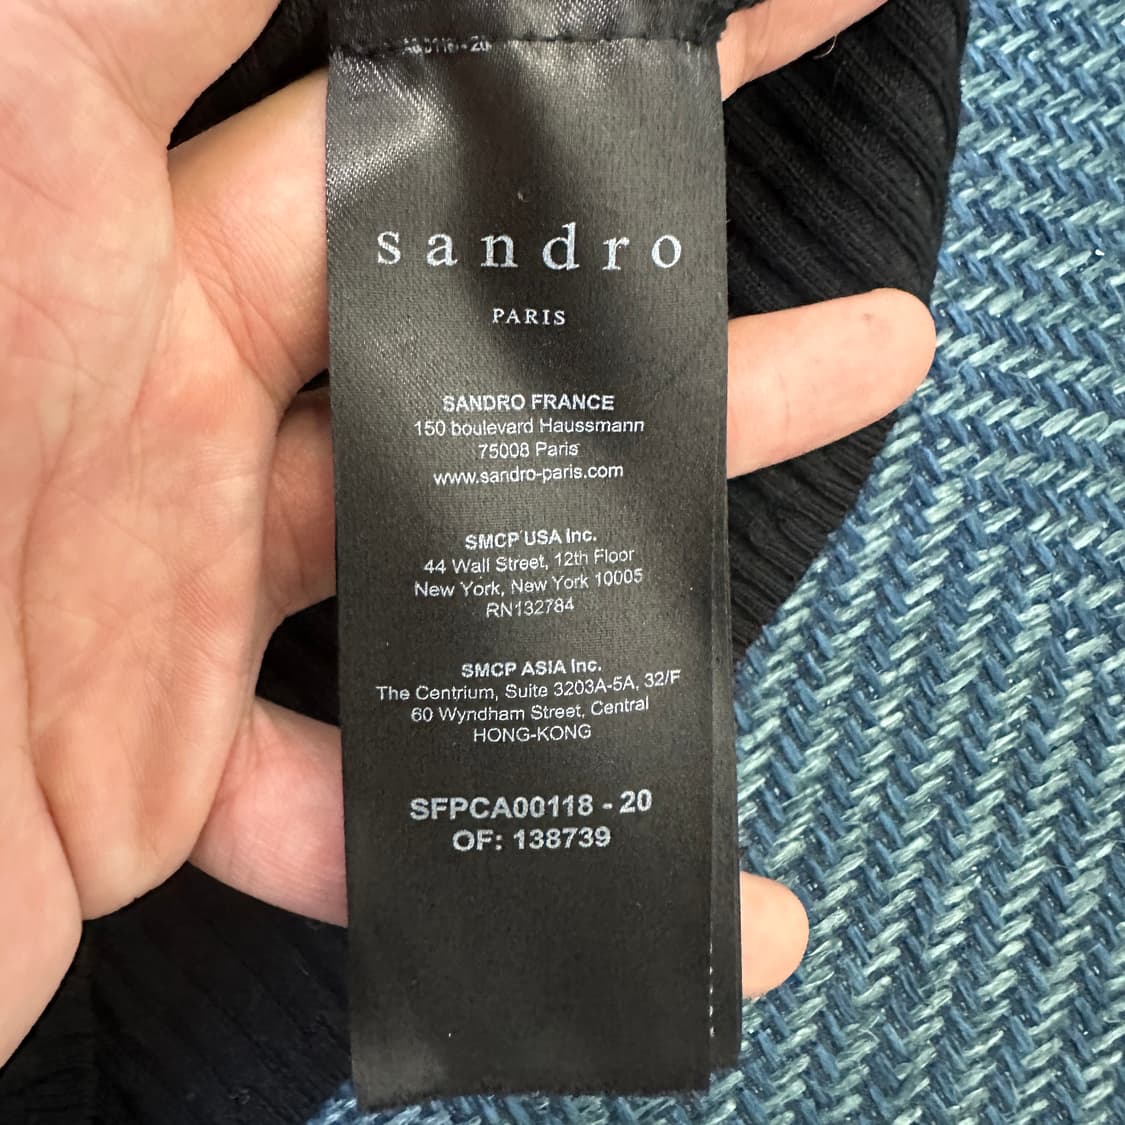 sandro
PARIS
SANDRO FRANCE
150 boulevard Haussmann
75008 Paris
www.sandro-paris.com
SMCP USA Inc.
44 Wall Street, 12th Floor
New York, New York 10005
RN132784
SMCP ASIA Inc.
The Centrium, Suite 3203A-5A, 32/F
60 Wyndham Street, Central
HONG-KONG
SFPCA00118 - 20
OF: 138739